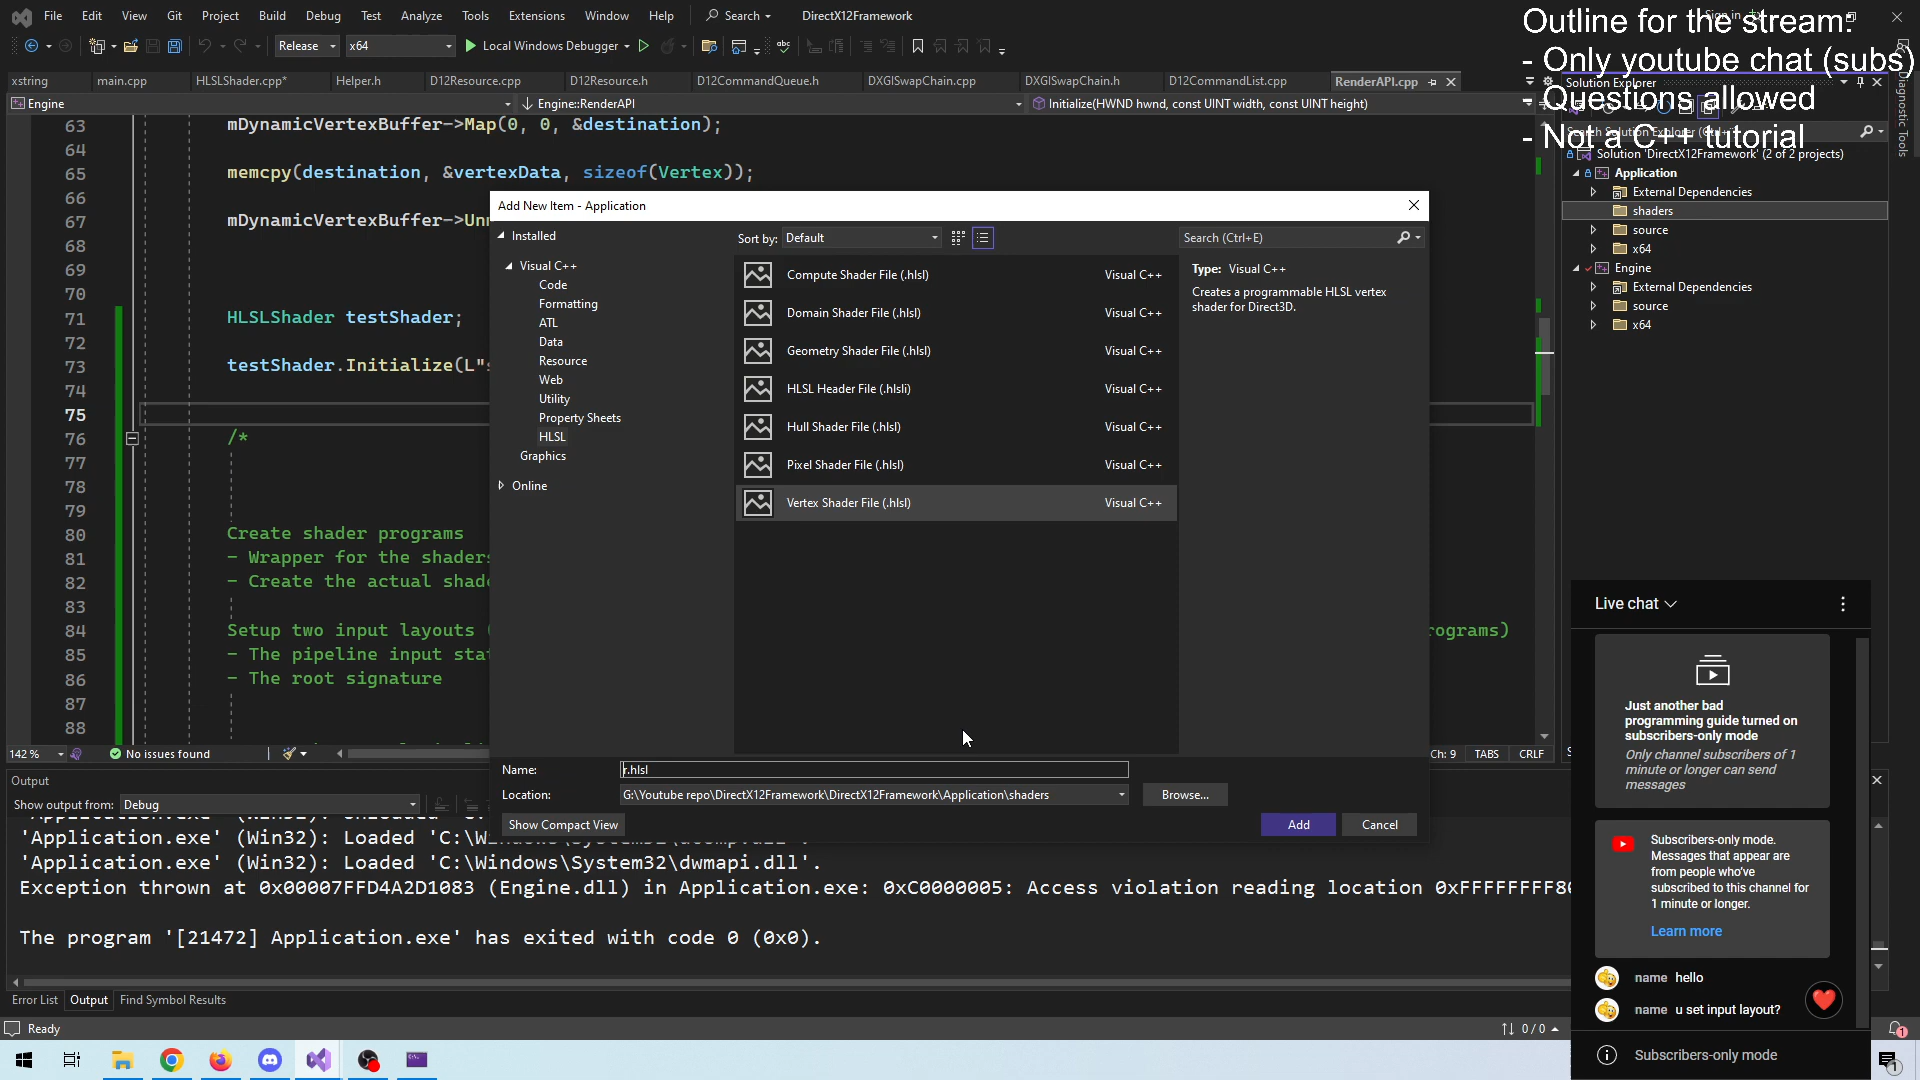 File Edit View Git Project Build Debug Test Analyze Tools Extensions Window Help Search DirectX12Framework
Outline for the stream:
- Only youtube chat (subs)
- Questions allowed
- Not a C++ tutorial
Release x64 Local Windows Debugger
xstring main.cpp HLSLShader.cpp* Helper.h D12Resource.cpp D12Resource.h D12CommandQueue.h DXGISwapChain.cpp DXGISwapChain.h D12CommandList.cpp RenderAPI.cpp
Engine Engine::RenderAPI Initialize(HWND hwnd, const UINT width, const UINT height)
63 mDynamicVertexBuffer->Map(0, 0, &destination);
64
65 memcpy(destination, &vertexData, sizeof(Vertex));
66
67 mDynamicVertexBuffer->Unm
68
69
70
71 HLSLShader testShader;
72
73 testShader.Initialize(L"s
74
75
76 /*
77
78
79
80 Create shader programs
81 - Wrapper for the shaders
82 - Create the actual shade
83
84 Setup two input layouts ( rograms)
85 - The pipeline input stat
86 - The root signature
87
88
142 % No issues found Ch: 9 TABS CRLF
Add New Item - Application
Installed
Visual C++
Code
Formatting
ATL
Data
Resource
Web
Utility
Property Sheets
HLSL
Graphics
Online
Sort by: Default
Search (Ctrl+E)
Compute Shader File (.hlsl) Visual C++
Domain Shader File (.hlsl) Visual C++
Geometry Shader File (.hlsl) Visual C++
HLSL Header File (.hlsli) Visual C++
Hull Shader File (.hlsl) Visual C++
Pixel Shader File (.hlsl) Visual C++
Vertex Shader File (.hlsl) Visual C++
Type: Visual C++
Creates a programmable HLSL vertex
shader for Direct3D.
Name: r.hlsl
Location: G:\Youtube repo\DirectX12Framework\DirectX12Framework\Application\shaders Browse...
Show Compact View Add Cancel
Solution Explorer
Solution 'DirectX12Framework' (2 of 2 projects)
Application
External Dependencies
shaders
source
x64
Engine
External Dependencies
source
x64
Diagnostic Tools
Output
Show output from: Debug
'Application.exe' (Win32): Loaded 'C:\W
'Application.exe' (Win32): Loaded 'C:\Windows\System32\dwmapi.dll'.
Exception thrown at 0x00007FFD4A2D1083 (Engine.dll) in Application.exe: 0xC0000005: Access violation reading location 0xFFFFFFFF8
The program '[21472] Application.exe' has exited with code 0 (0x0).
Error List Output Find Symbol Results
Ready 0 / 0
Live chat
Just another bad
programming guide turned on
subscribers-only mode
Only channel subscribers of 1
minute or longer can send
messages
Subscribers-only mode.
Messages that appear are
from people who've
subscribed to this channel for
1 minute or longer.
Learn more
name hello
name u set input layout?
Subscribers-only mode
1
1